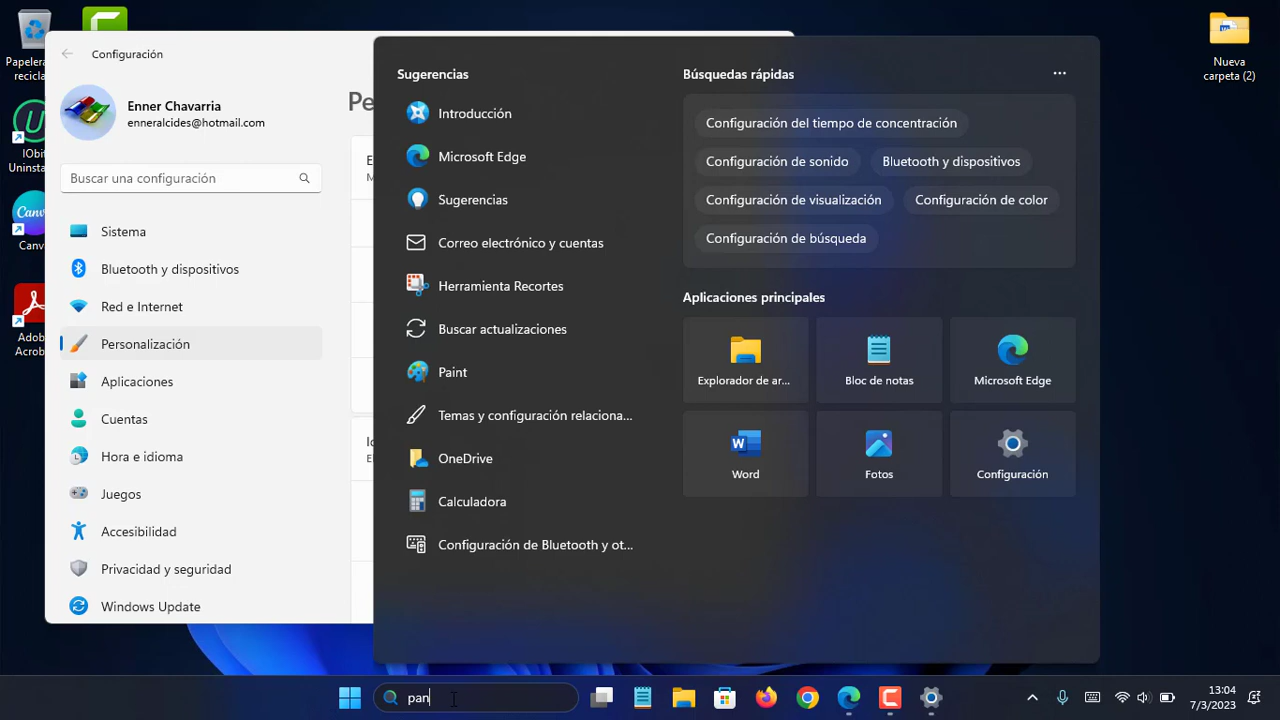 Papelera
recicla
IObit
Uninsta
Canv
Adob
Acrob
Nueva
carpeta (2)
Configuración
Enner Chavarria
enneralcides@hotmail.com
Buscar una configuración
Sistema
Bluetooth y dispositivos
Red e Internet
Personalización
Aplicaciones
Cuentas
Hora e idioma
Juegos
Accesibilidad
Privacidad y seguridad
Windows Update
Pe
Sugerencias
Introducción
Microsoft Edge
Sugerencias
Correo electrónico y cuentas
Herramienta Recortes
Buscar actualizaciones
Paint
Temas y configuración relaciona...
OneDrive
Calculadora
Configuración de Bluetooth y ot...
Búsquedas rápidas
Configuración del tiempo de concentración
Configuración de sonido Bluetooth y dispositivos
Configuración de visualización Configuración de color
Configuración de búsqueda
Aplicaciones principales
Explorador de ar... Bloc de notas Microsoft Edge
Word Fotos Configuración
pan
13:04
7/3/2023